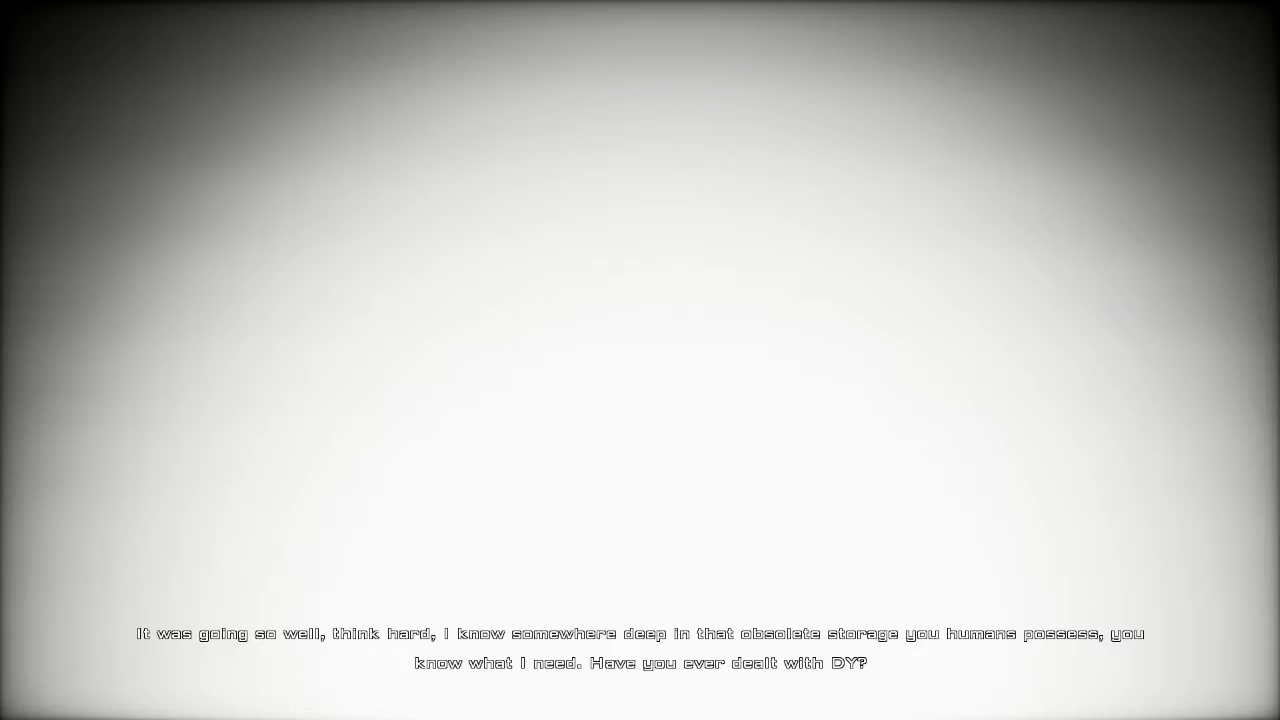 It was going so well, think hard, I know somewhere deep in that obsolete storage you humans possess, you
know what I need. Have you ever dealt with DY?